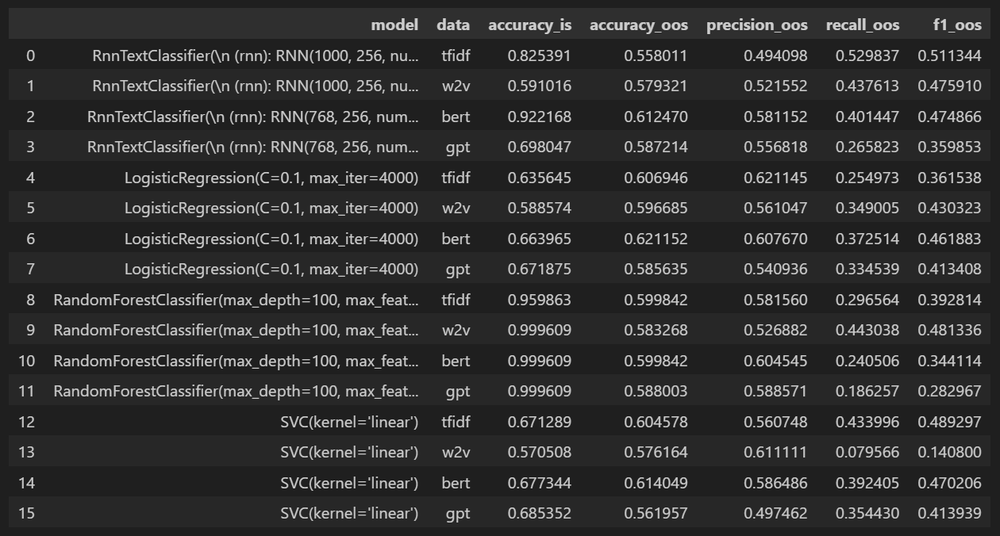 model data accuracy_is accuracy_oos precision_oos recall_oos f1_oos
0 RnnTextClassifier(\n (rnn): RNN(1000, 256, nu... tfidf 0.825391 0.558011 0.494098 0.529837 0.511344
1 RnnTextClassifier(\n (rnn): RNN(1000, 256, nu... w2v 0.591016 0.579321 0.521552 0.437613 0.475910
2 RnnTextClassifier(\n (rnn): RNN(768, 256, num... bert 0.922168 0.612470 0.581152 0.401447 0.474866
3 RnnTextClassifier(\n (rnn): RNN(768, 256, num... gpt 0.698047 0.587214 0.556818 0.265823 0.359853
4 LogisticRegression(C=0.1, max_iter=4000) tfidf 0.635645 0.606946 0.621145 0.254973 0.361538
5 LogisticRegression(C=0.1, max_iter=4000) w2v 0.588574 0.596685 0.561047 0.349005 0.430323
6 LogisticRegression(C=0.1, max_iter=4000) bert 0.663965 0.621152 0.607670 0.372514 0.461883
7 LogisticRegression(C=0.1, max_iter=4000) gpt 0.671875 0.585635 0.540936 0.334539 0.413408
8 RandomForestClassifier(max_depth=100, max_feat... tfidf 0.959863 0.599842 0.581560 0.296564 0.392814
9 RandomForestClassifier(max_depth=100, max_feat... w2v 0.999609 0.583268 0.526882 0.443038 0.481336
10 RandomForestClassifier(max_depth=100, max_feat... bert 0.999609 0.599842 0.604545 0.240506 0.344114
11 RandomForestClassifier(max_depth=100, max_feat... gpt 0.999609 0.588003 0.588571 0.186257 0.282967
12 SVC(kernel='linear') tfidf 0.671289 0.604578 0.560748 0.433996 0.489297
13 SVC(kernel='linear') w2v 0.570508 0.576164 0.611111 0.079566 0.140800
14 SVC(kernel='linear') bert 0.677344 0.614049 0.586486 0.392405 0.470206
15 SVC(kernel='linear') gpt 0.685352 0.561957 0.497462 0.354430 0.413939